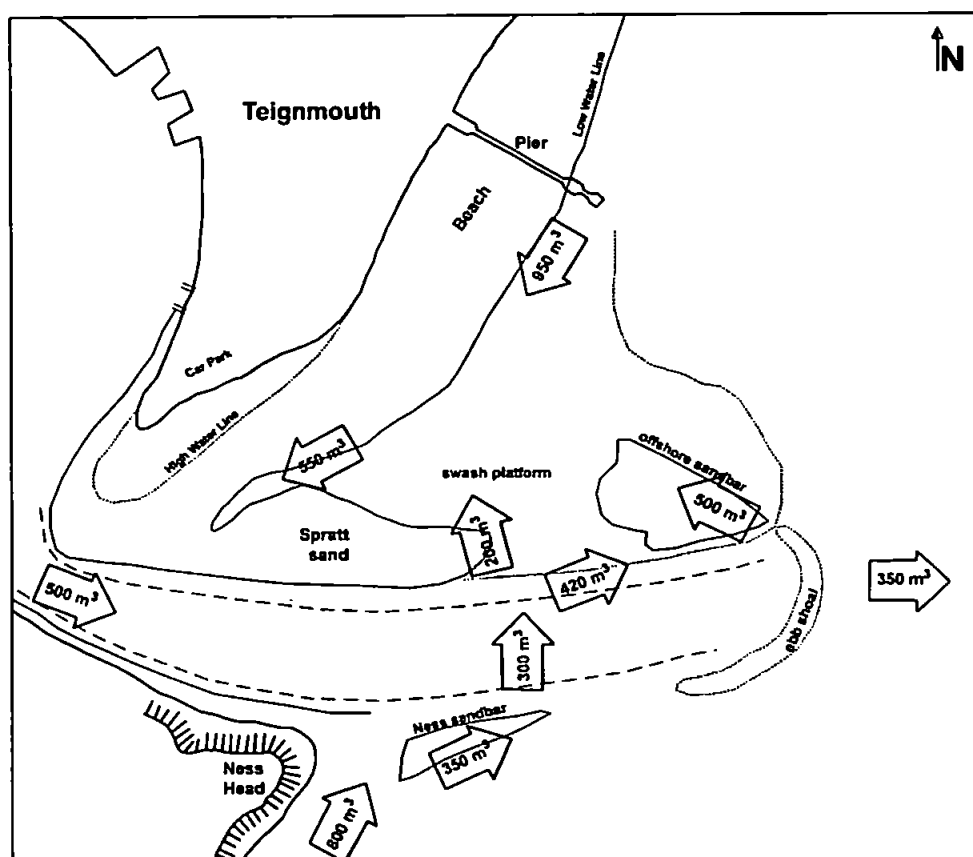 N
Teignmouth
Low Water Line
Pier
Beach
950 m³
Car Park
High Water Line
550 m³
offshore sandbar
swash platform
500 m³
Spratt
sand
260 m³
420 m³
500 m³
350 m³
ebb shoal
300 m³
Ness sandbar
350 m³
Ness
Head
800 m³